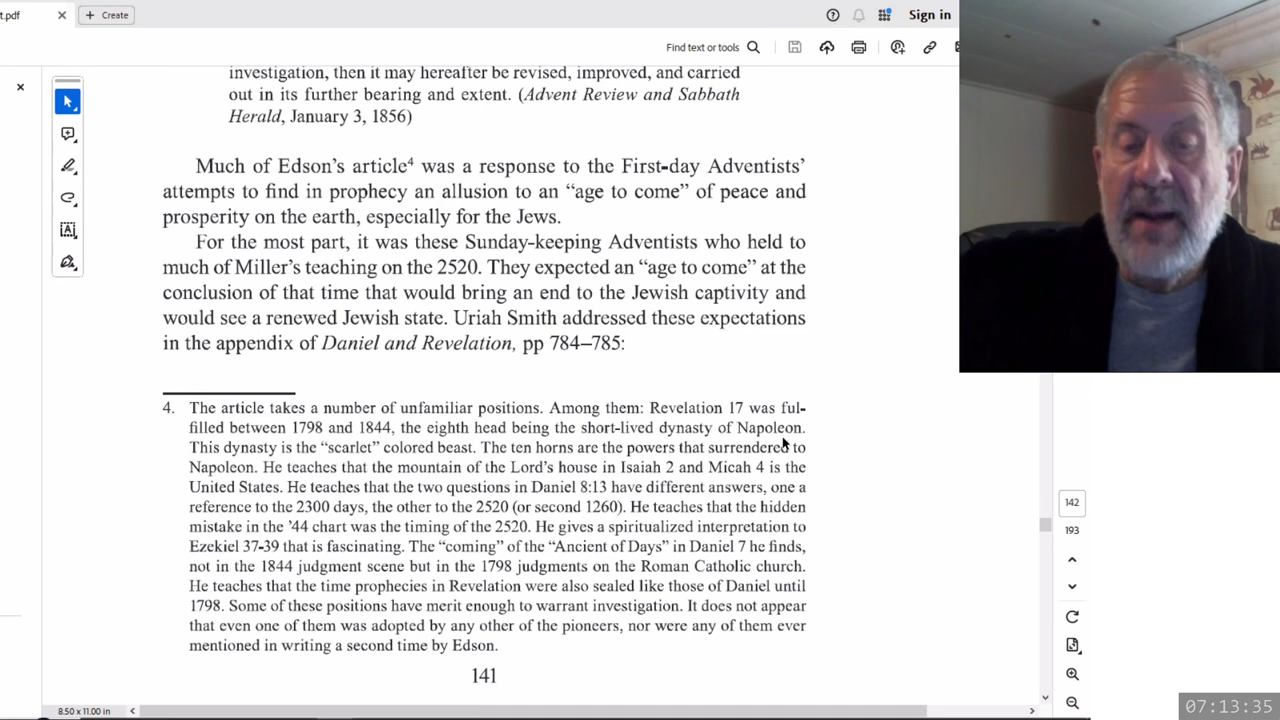 t.pdf
Create
Sign in
Find text or tools
investigation, then it may hereafter be revised, improved, and carried
out in its further bearing and extent. (Advent Review and Sabbath
Herald, January 3, 1856)
Much of Edson’s article⁴ was a response to the First-day Adventists’
attempts to find in prophecy an allusion to an “age to come” of peace and
prosperity on the earth, especially for the Jews.
For the most part, it was these Sunday-keeping Adventists who held to
much of Miller’s teaching on the 2520. They expected an “age to come” at the
conclusion of that time that would bring an end to the Jewish captivity and
would see a renewed Jewish state. Uriah Smith addressed these expectations
in the appendix of Daniel and Revelation, pp 784–785:
4. The article takes a number of unfamiliar positions. Among them: Revelation 17 was ful-
filled between 1798 and 1844, the eighth head being the short-lived dynasty of Napoleon.
This dynasty is the “scarlet” colored beast. The ten horns are the powers that surrendered to
Napoleon. He teaches that the mountain of the Lord’s house in Isaiah 2 and Micah 4 is the
United States. He teaches that the two questions in Daniel 8:13 have different answers, one a
reference to the 2300 days, the other to the 2520 (or second 1260). He teaches that the hidden
mistake in the ’44 chart was the timing of the 2520. He gives a spiritualized interpretation to
Ezekiel 37-39 that is fascinating. The “coming” of the “Ancient of Days” in Daniel 7 he finds,
not in the 1844 judgment scene but in the 1798 judgments on the Roman Catholic church.
He teaches that the time prophecies in Revelation were also sealed like those of Daniel until
1798. Some of these positions have merit enough to warrant investigation. It does not appear
that even one of them was adopted by any other of the pioneers, nor were any of them ever
mentioned in writing a second time by Edson.
141
142
193
8.50 x 11.00 in
07:13:35